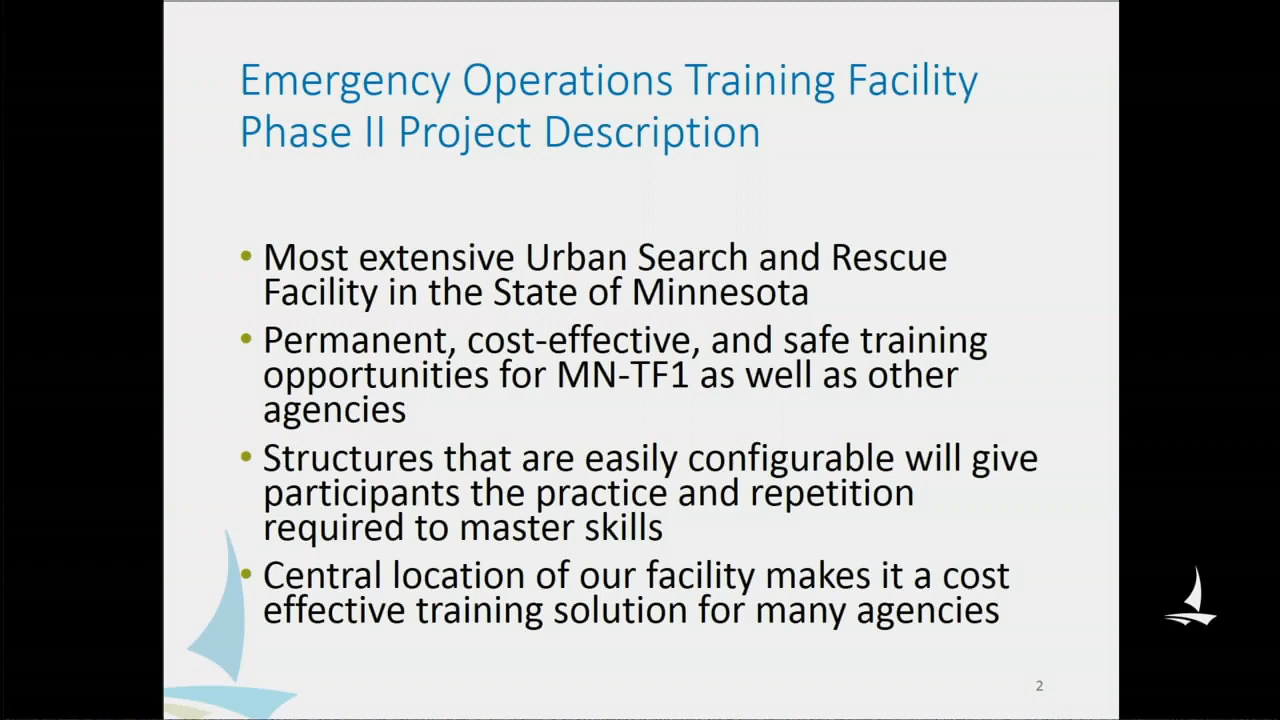 Emergency Operations Training Facility
Phase II Project Description
• Most extensive Urban Search and Rescue
Facility in the State of Minnesota
• Permanent, cost-effective, and safe training
opportunities for MN-TF1 as well as other
agencies
• Structures that are easily configurable will give
participants the practice and repetition
required to master skills
• Central location of our facility makes it a cost
effective training solution for many agencies
2